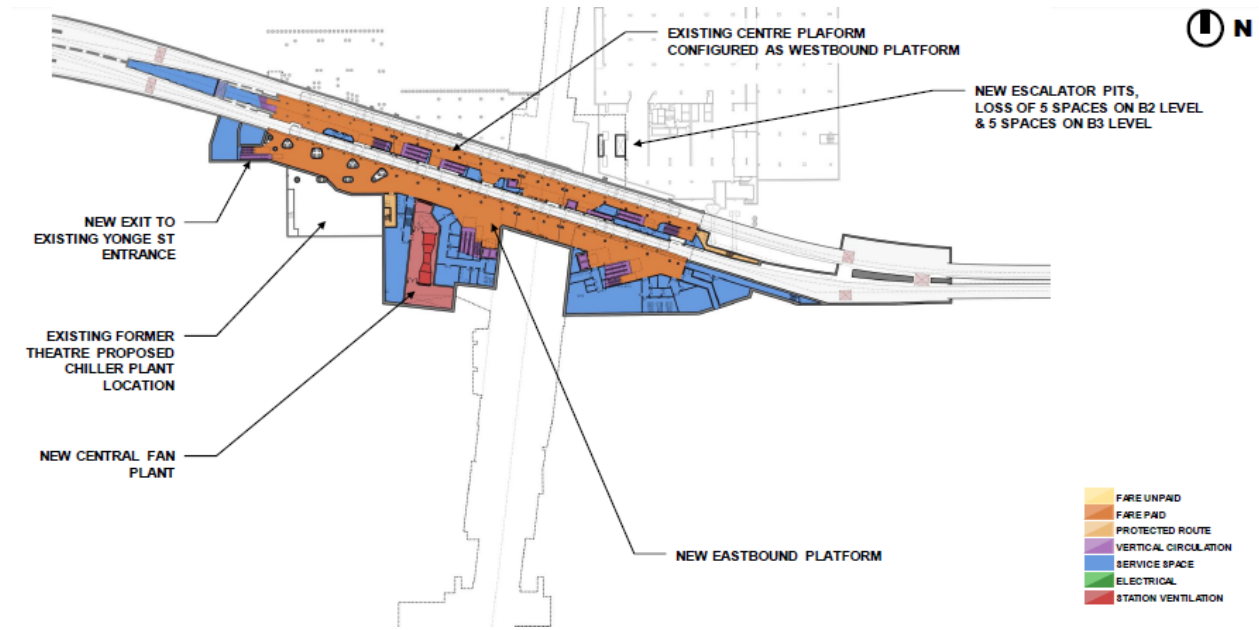 EXISTING CENTRE PLAFORM
CONFIGURED AS WESTBOUND PLATFORM
N
NEW ESCALATOR PITS,
LOSS OF 5 SPACES ON B2 LEVEL
& 5 SPACES ON B3 LEVEL
NEW EXIT TO
EXISTING YONGE ST
ENTRANCE
EXISTING FORMER
THEATRE PROPOSED
CHILLER PLANT
LOCATION
NEW CENTRAL FAN
PLANT
NEW EASTBOUND PLATFORM
FARE UNPAID
FARE PAID
PROTECTED ROUTE
VERTICAL CIRCULATION
SERVICE SPACE
ELECTRICAL
STATION VENTILATION